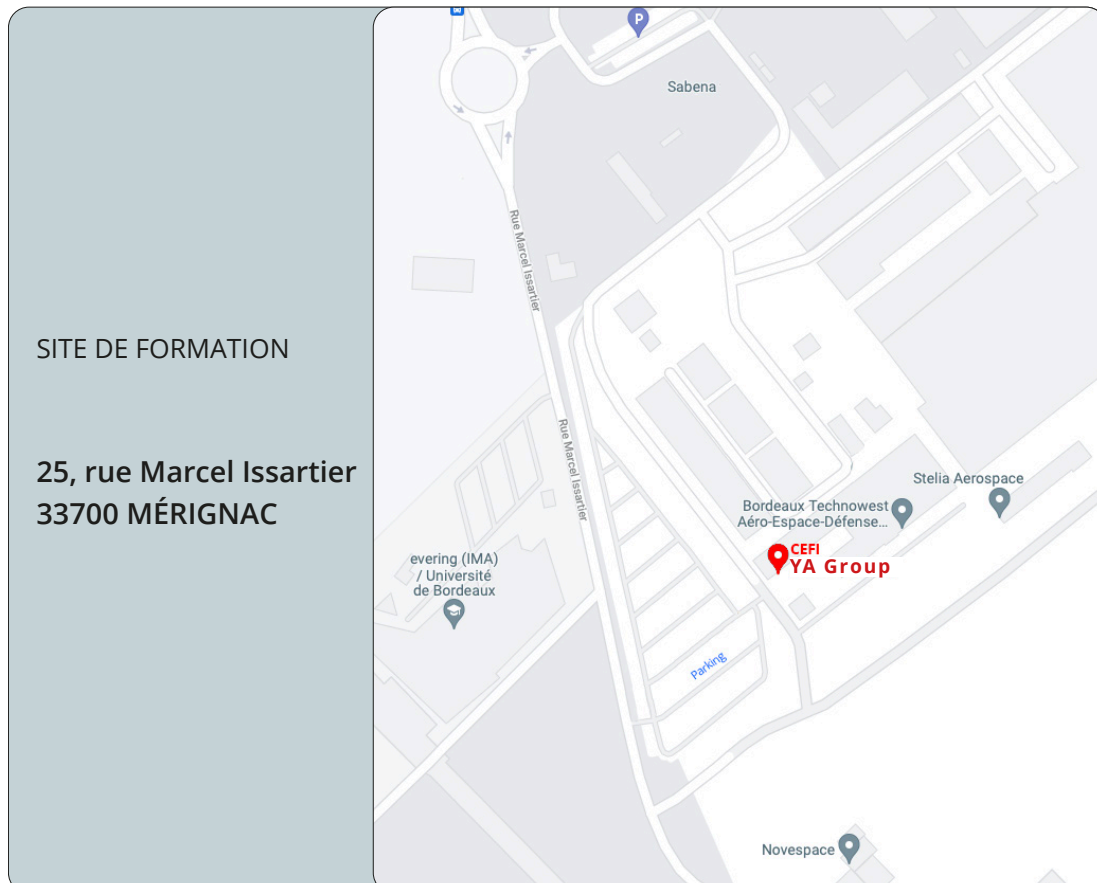 SITE DE FORMATION
25, rue Marcel Issartier
33700 MÉRIGNAC
P
Sabena
Rue Marcel Issartier
Rue Marcel Issartier
Stelia Aerospace
Bordeaux Technowest
Aéro-Espace-Défense...
CEFI
YA Group
evering (IMA)
/ Université
de Bordeaux
Parking
Novespace